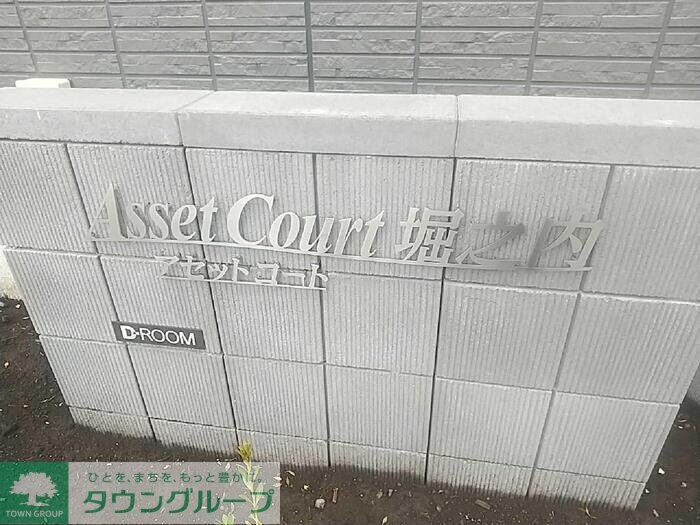 Asset Court 堀之内
アセットコート
D-ROOM
ひとを、まちを、もっと豊かに。
タウングループ
TOWN GROUP